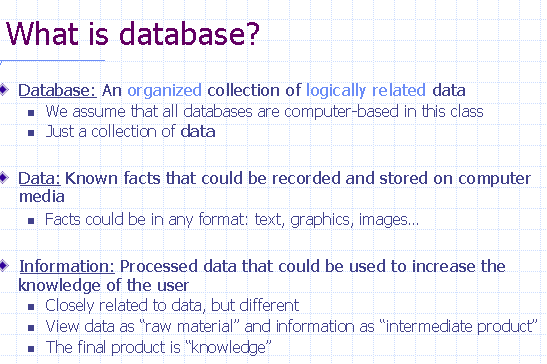 What is database?
Database: An organized collection of logically related data
We assume that all databases are computer-based in this class
Just a collection of data
Data: Known facts that could be recorded and stored on computer
media
Facts could be in any format: text, graphics, images...
Information: Processed data that could be used to increase the
knowledge of the user
Closely related to data, but different
View data as “raw material” and information as “intermediate product”
The final product is “knowledge”